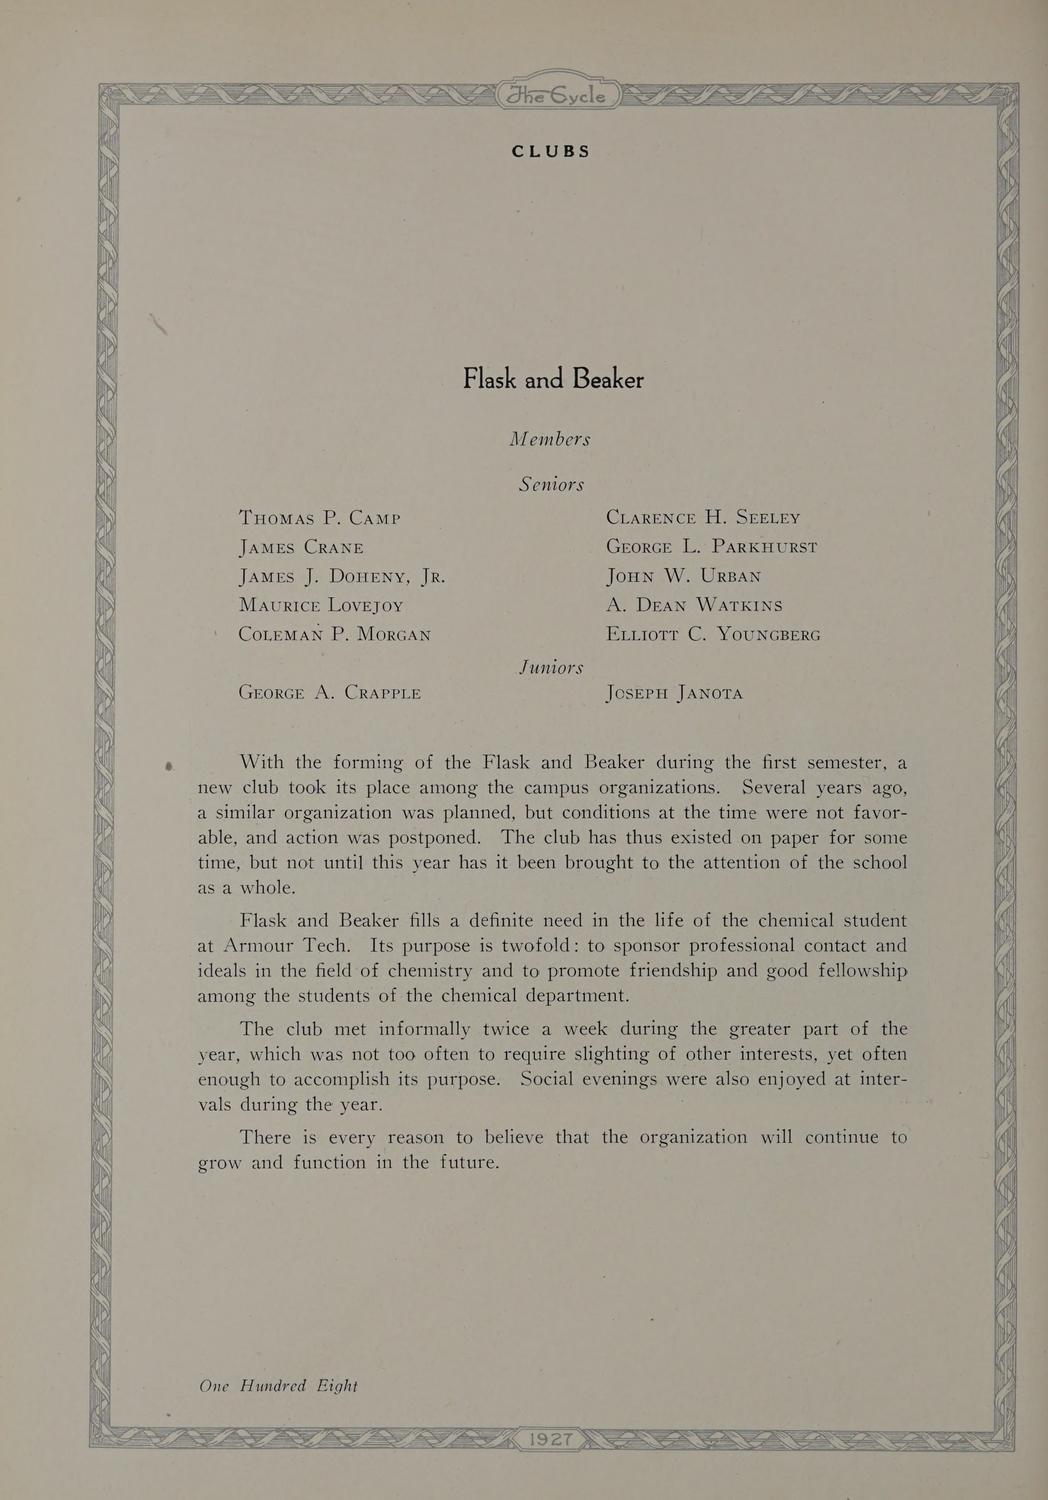 The Cycle
CLUBS
Flask and Beaker
Members
Seniors
Thomas P. Camp Clarence H. Seeley
James Crane George L. Parkhurst
James J. Doheny, Jr. John W. Urban
Maurice Lovejoy A. Dean Watkins
Coleman P. Morgan Elliott C. Youngberg
Juniors
George A. Crapple Joseph Janota
With the forming of the Flask and Beaker during the first semester, a
new club took its place among the campus organizations. Several years ago,
a similar organization was planned, but conditions at the time were not favor-
able, and action was postponed. The club has thus existed on paper for some
time, but not until this year has it been brought to the attention of the school
as a whole.
Flask and Beaker fills a definite need in the life of the chemical student
at Armour Tech. Its purpose is twofold: to sponsor professional contact and
ideals in the field of chemistry and to promote friendship and good fellowship
among the students of the chemical department.
The club met informally twice a week during the greater part of the
year, which was not too often to require slighting of other interests, yet often
enough to accomplish its purpose. Social evenings were also enjoyed at inter-
vals during the year.
There is every reason to believe that the organization will continue to
grow and function in the future.
One Hundred Eight
1927